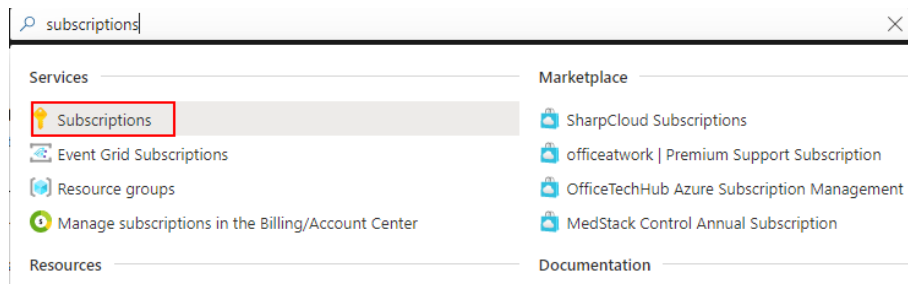 subscriptions
Services
Subscriptions
Event Grid Subscriptions
Resource groups
Manage subscriptions in the Billing/Account Center
Resources
Marketplace
SharpCloud Subscriptions
officeatwork | Premium Support Subscription
OfficeTechHub Azure Subscription Management
MedStack Control Annual Subscription
Documentation